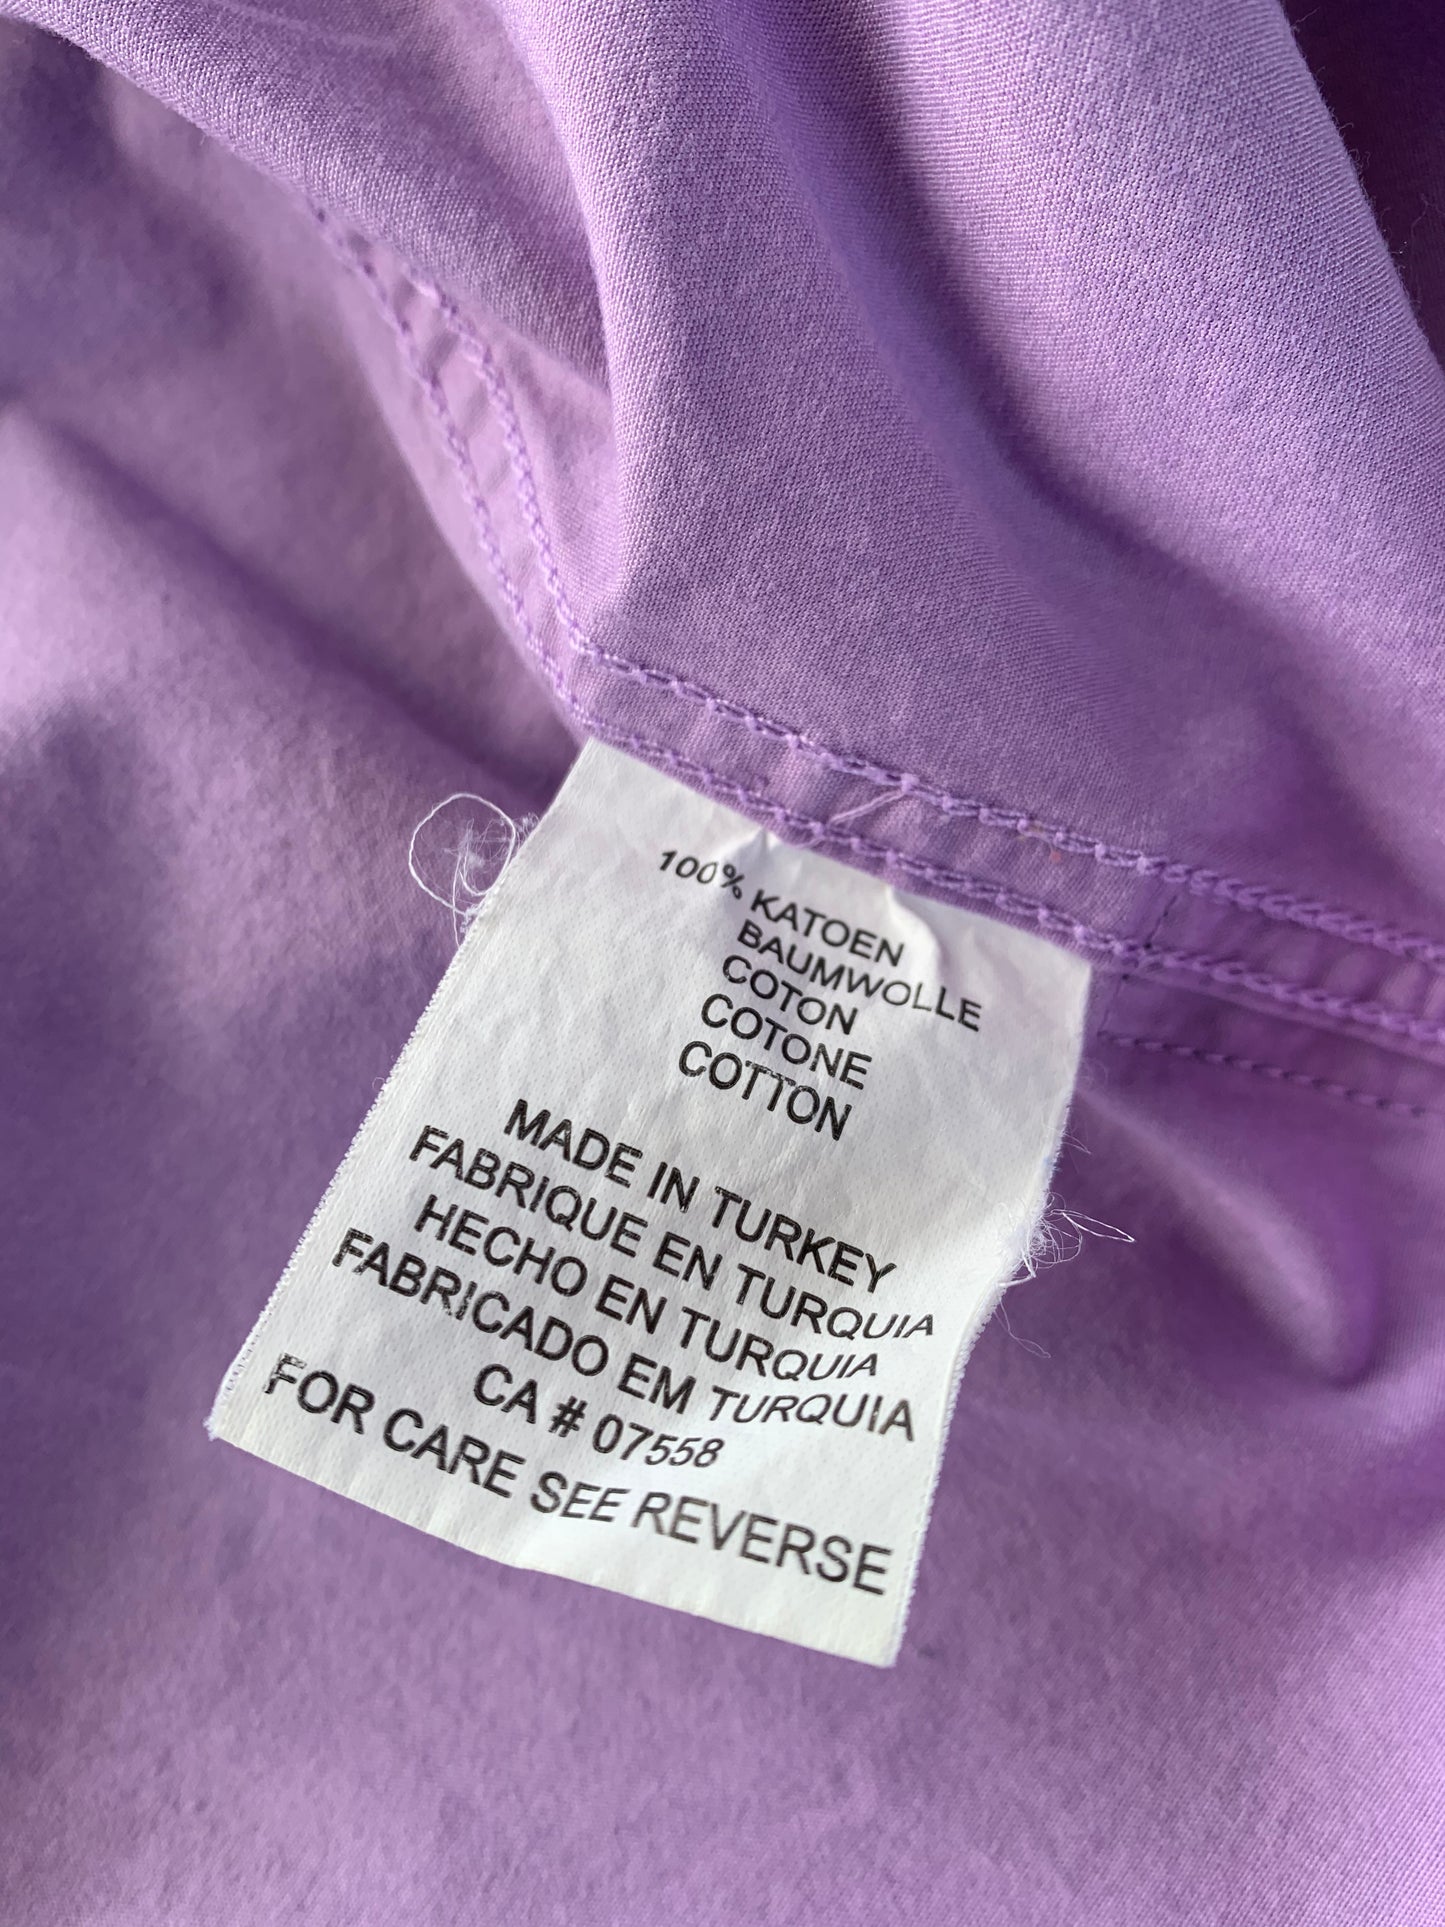 100% KATOEN
BAUMWOLLE
COTON
COTONE
COTTON
MADE IN TURKEY
FABRIQUE EN TURQUIA
HECHO EN TURQUIA
FABRICADO EM TURQUIA
CA # 07558
FOR CARE SEE REVERSE